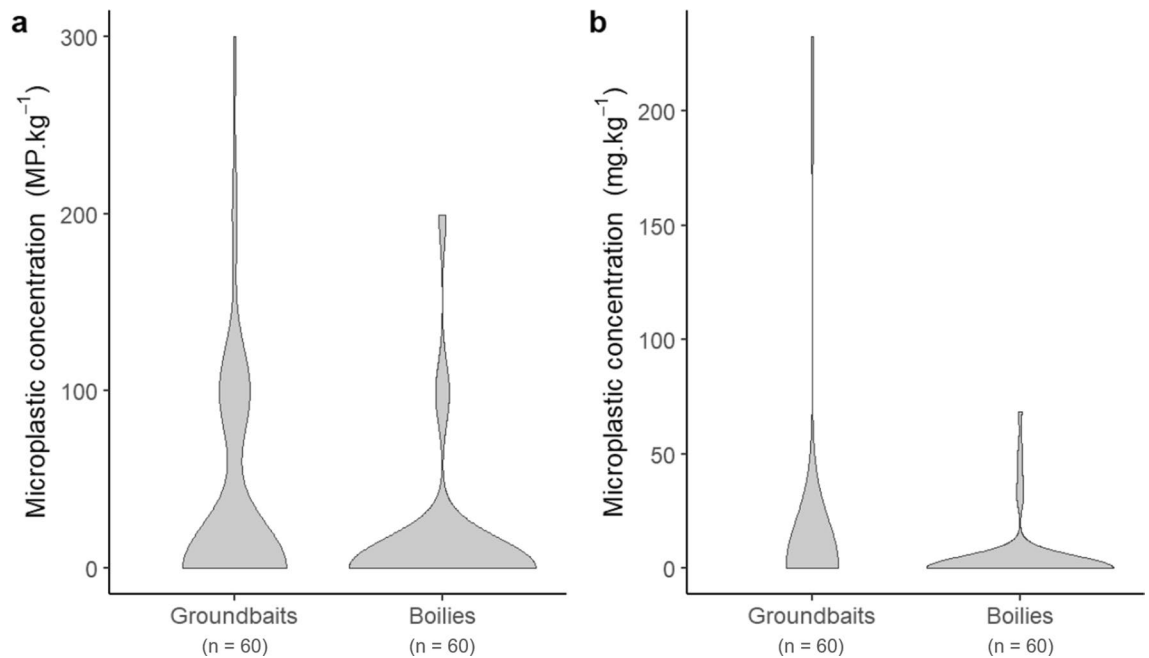 a
Microplastic concentration (MP.kg⁻¹)
300
200
100
0
Groundbaits
(n = 60)
Boilies
(n = 60)
b
Microplastic concentration (mg.kg⁻¹)
200
150
100
50
0
Groundbaits
(n = 60)
Boilies
(n = 60)